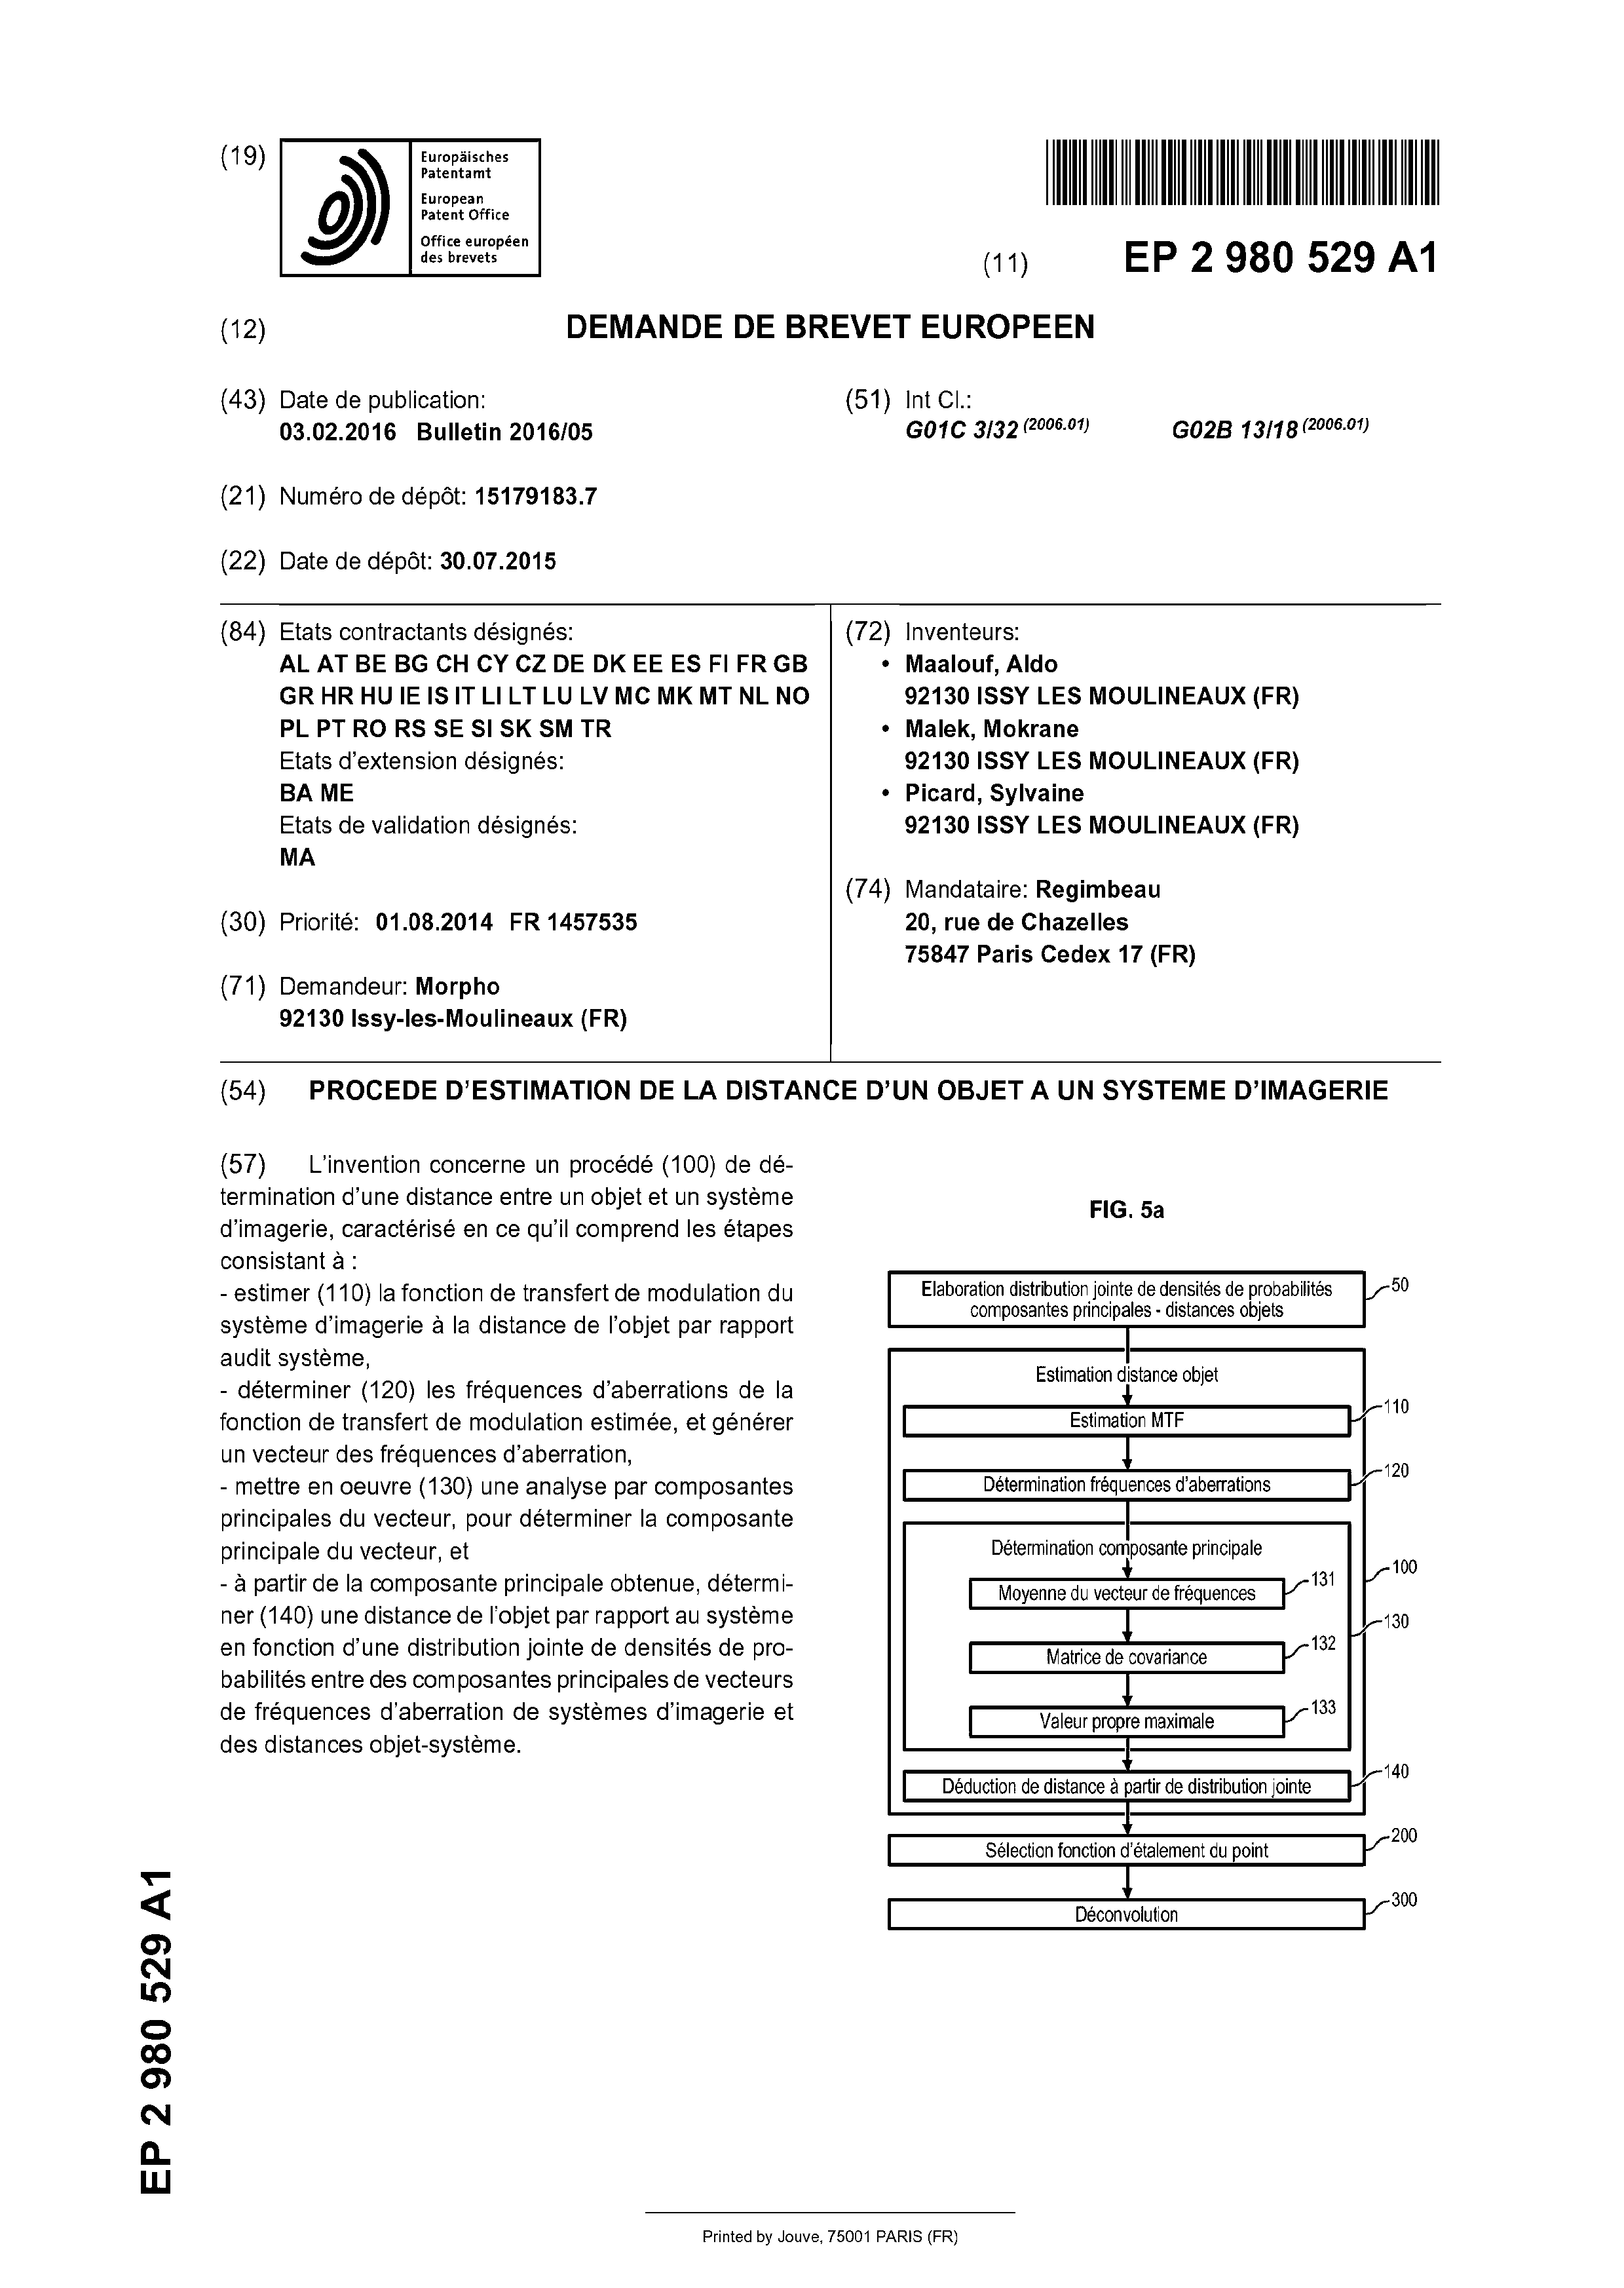 (19)
Europäisches
Patentamt
European
Patent Office
Office européen
des brevets
(11) EP 2 980 529 A1
(12) DEMANDE DE BREVET EUROPEEN
(43) Date de publication:
03.02.2016 Bulletin 2016/05
(51) Int Cl.:
G01C 3/32 (2006.01) G02B 13/18 (2006.01)
(21) Numéro de dépôt: 15179183.7
(22) Date de dépôt: 30.07.2015
(84) Etats contractants désignés:
AL AT BE BG CH CY CZ DE DK EE ES FI FR GB
GR HR HU IE IS IT LI LT LU LV MC MK MT NL NO
PL PT RO RS SE SI SK SM TR
Etats d'extension désignés:
BA ME
Etats de validation désignés:
MA
(30) Priorité: 01.08.2014 FR 1457535
(71) Demandeur: Morpho
92130 Issy-les-Moulineaux (FR)
(72) Inventeurs:
• Maalouf, Aldo
92130 ISSY LES MOULINEAUX (FR)
• Malek, Mokrane
92130 ISSY LES MOULINEAUX (FR)
• Picard, Sylvaine
92130 ISSY LES MOULINEAUX (FR)
(74) Mandataire: Regimbeau
20, rue de Chazelles
75847 Paris Cedex 17 (FR)
(54) PROCEDE D'ESTIMATION DE LA DISTANCE D'UN OBJET A UN SYSTEME D'IMAGERIE
(57) L'invention concerne un procédé (100) de dé-
termination d'une distance entre un objet et un système
d'imagerie, caractérisé en ce qu'il comprend les étapes
consistant à :
- estimer (110) la fonction de transfert de modulation du
système d'imagerie à la distance de l'objet par rapport
audit système,
- déterminer (120) les fréquences d'aberrations de la
fonction de transfert de modulation estimée, et générer
un vecteur des fréquences d'aberration,
- mettre en oeuvre (130) une analyse par composantes
principales du vecteur, pour déterminer la composante
principale du vecteur, et
- à partir de la composante principale obtenue, détermi-
ner (140) une distance de l'objet par rapport au système
en fonction d'une distribution jointe de densités de pro-
babilités entre des composantes principales de vecteurs
de fréquences d'aberration de systèmes d'imagerie et
des distances objet-système.
FIG. 5a
Elaboration distribution jointe de densités de probabilités
composantes principales - distances objets
50
Estimation distance objet
Estimation MTF
110
Détermination fréquences d'aberrations
120
Détermination composante principale
100
Moyenne du vecteur de fréquences
131
130
Matrice de covariance
132
Valeur propre maximale
133
Déduction de distance à partir de distribution jointe
140
Sélection fonction d'étalement du point
200
Déconvolution
300
EP 2 980 529 A1
Printed by Jouve, 75001 PARIS (FR)